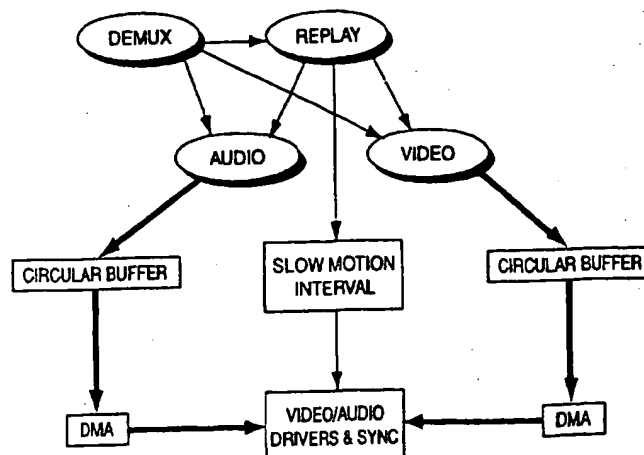 DEMUX
REPLAY
AUDIO
VIDEO
CIRCULAR BUFFER
SLOW MOTION
INTERVAL
CIRCULAR BUFFER
DMA
VIDEO/AUDIO
DRIVERS & SYNC
DMA